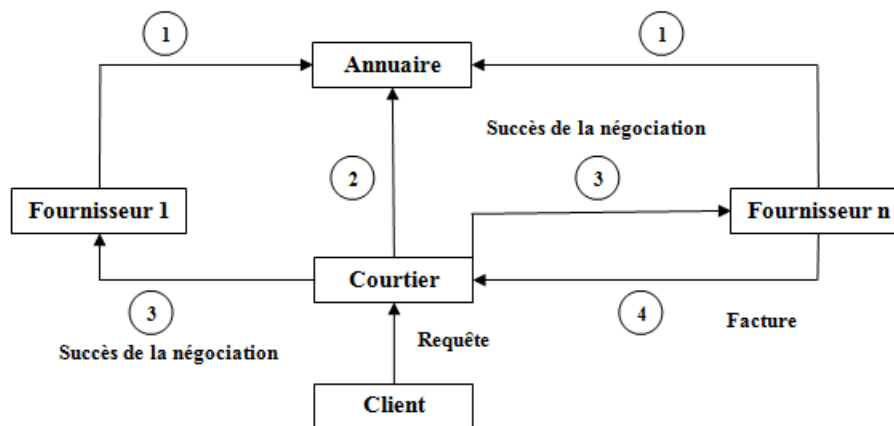 1
1
Annuaire
Succès de la négociation
2
3
Fournisseur 1
Fournisseur n
Courtier
3
4
Facture
Succès de la négociation
Requête
Client